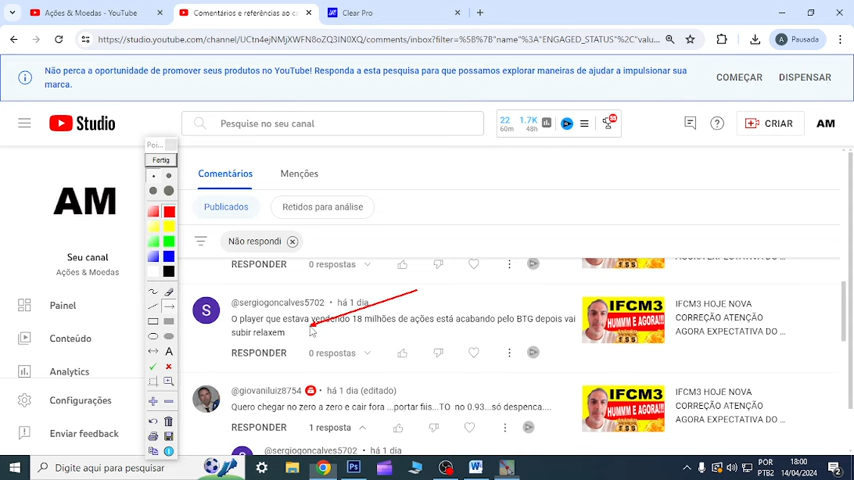 Ações & Moedas - YouTube
Comentários e referências ao c
Clear Pro
https://studio.youtube.com/channel/UCtn4ejNMjXWFN8oZQ3IN0XQ/comments/inbox?filter=%5B%7B"name"%3A"ENGAGED_STATUS"%2C"valu...
A Pausada
Não perca a oportunidade de promover seus produtos no YouTube! Responda a esta pesquisa para que possamos explorar maneiras de ajudar a impulsionar sua
marca.
COMEÇAR
DISPENSAR
Studio
Pesquise no seu canal
22 1.7K
60m 48h
CRIAR
AM
Poi...
Fertig
Comentários
Menções
AM
Publicados
Retidos para análise
Não respondi
Seu canal
Ações & Moedas
RESPONDER 0 respostas
AGORA EXPECTATIVA DO ...
Painel
Conteúdo
Analytics
Configurações
Enviar feedback
S
@sergiogoncalves5702 • há 1 dia
O player que estava vendendo 18 milhões de ações está acabando pelo BTG depois vai
subir relaxem
RESPONDER 0 respostas
IFCM3
HUMMM E AGORA!
IFCM3 HOJE NOVA
CORREÇÃO ATENÇÃO
AGORA EXPECTATIVA DO ...
@giovaniluiz8754 • há 1 dia (editado)
Quero chegar no zero a zero e cair fora ...portar fiis...TO no 0.93...só despenca....
RESPONDER 1 resposta
IFCM3
HUMMM E AGORA!
IFCM3 HOJE NOVA
CORREÇÃO ATENÇÃO
AGORA EXPECTATIVA DO ...
@sergiogoncalves5702 • há 1 dia
Digite aqui para pesquisar
POR
PTB2
18:00
14/04/2024